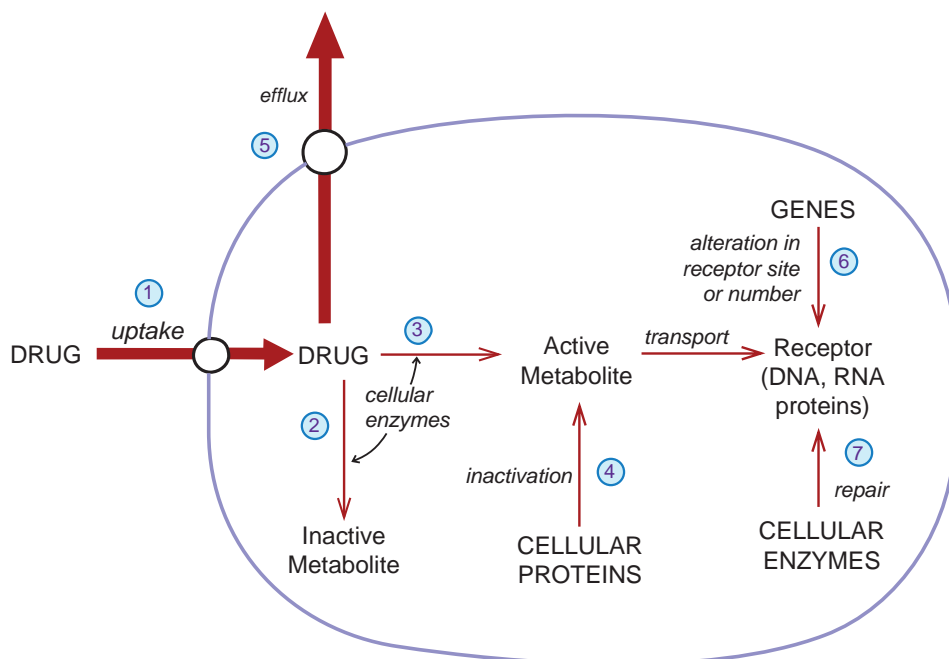 efflux
5
GENES
alteration in
receptor site
or number
6
1
uptake
DRUG
DRUG
3
cellular
enzymes
2
Active
Metabolite
transport
Receptor
(DNA, RNA
proteins)
inactivation
4
7
repair
Inactive
Metabolite
CELLULAR
PROTEINS
CELLULAR
ENZYMES